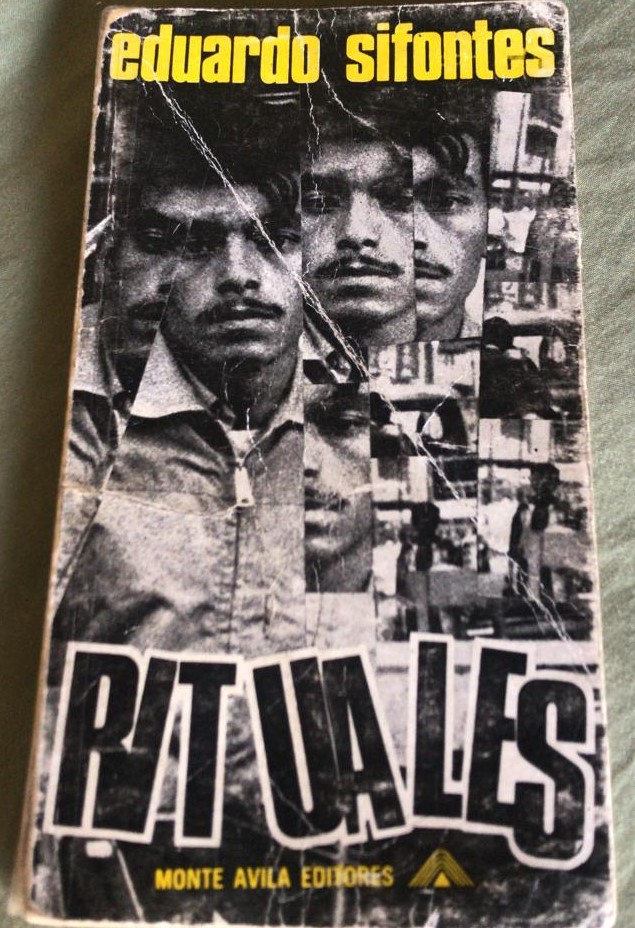 eduardo sifontes
RITUALES
MONTE AVILA EDITORES